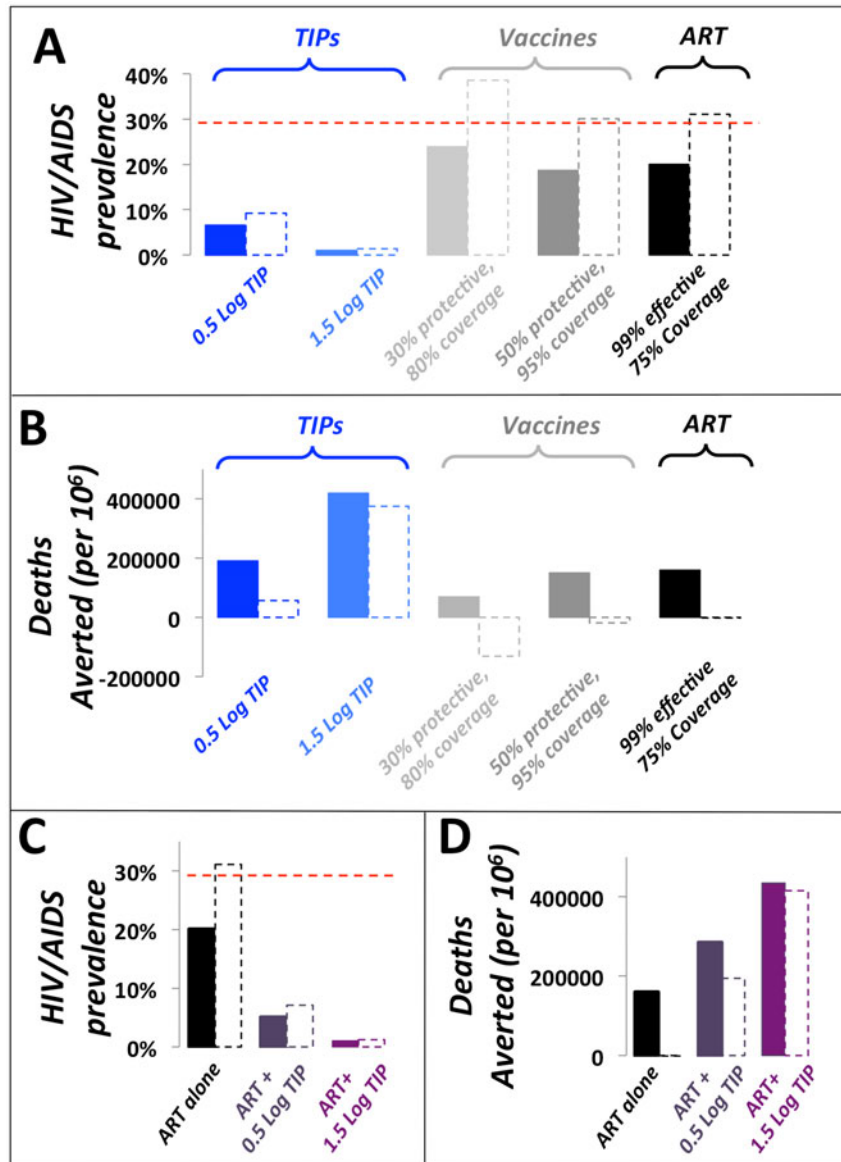 A
TIPs
Vaccines
ART
HIV/AIDS
prevalence
40%
30%
20%
10%
0%
0.5 Log TIP
1.5 Log TIP
30% protective,
80% coverage
50% protective,
95% coverage
99% effective
75% Coverage
B
TIPs
Vaccines
ART
Deaths
Averted (per 10⁶)
400000
200000
0
-200000
0.5 Log TIP
1.5 Log TIP
30% protective,
80% coverage
50% protective,
95% coverage
99% effective
75% Coverage
C
HIV/AIDS
prevalence
30%
20%
10%
0%
ART alone
ART +
0.5 Log TIP
ART+
1.5 Log TIP
D
Deaths
Averted (per 10⁶)
400000
200000
0
ART alone
ART +
0.5 Log TIP
ART+
1.5 Log TIP